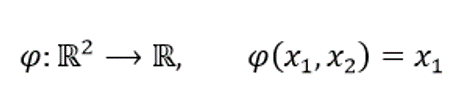 φ: ℝ² ⟶ ℝ, φ(x₁, x₂) = x₁